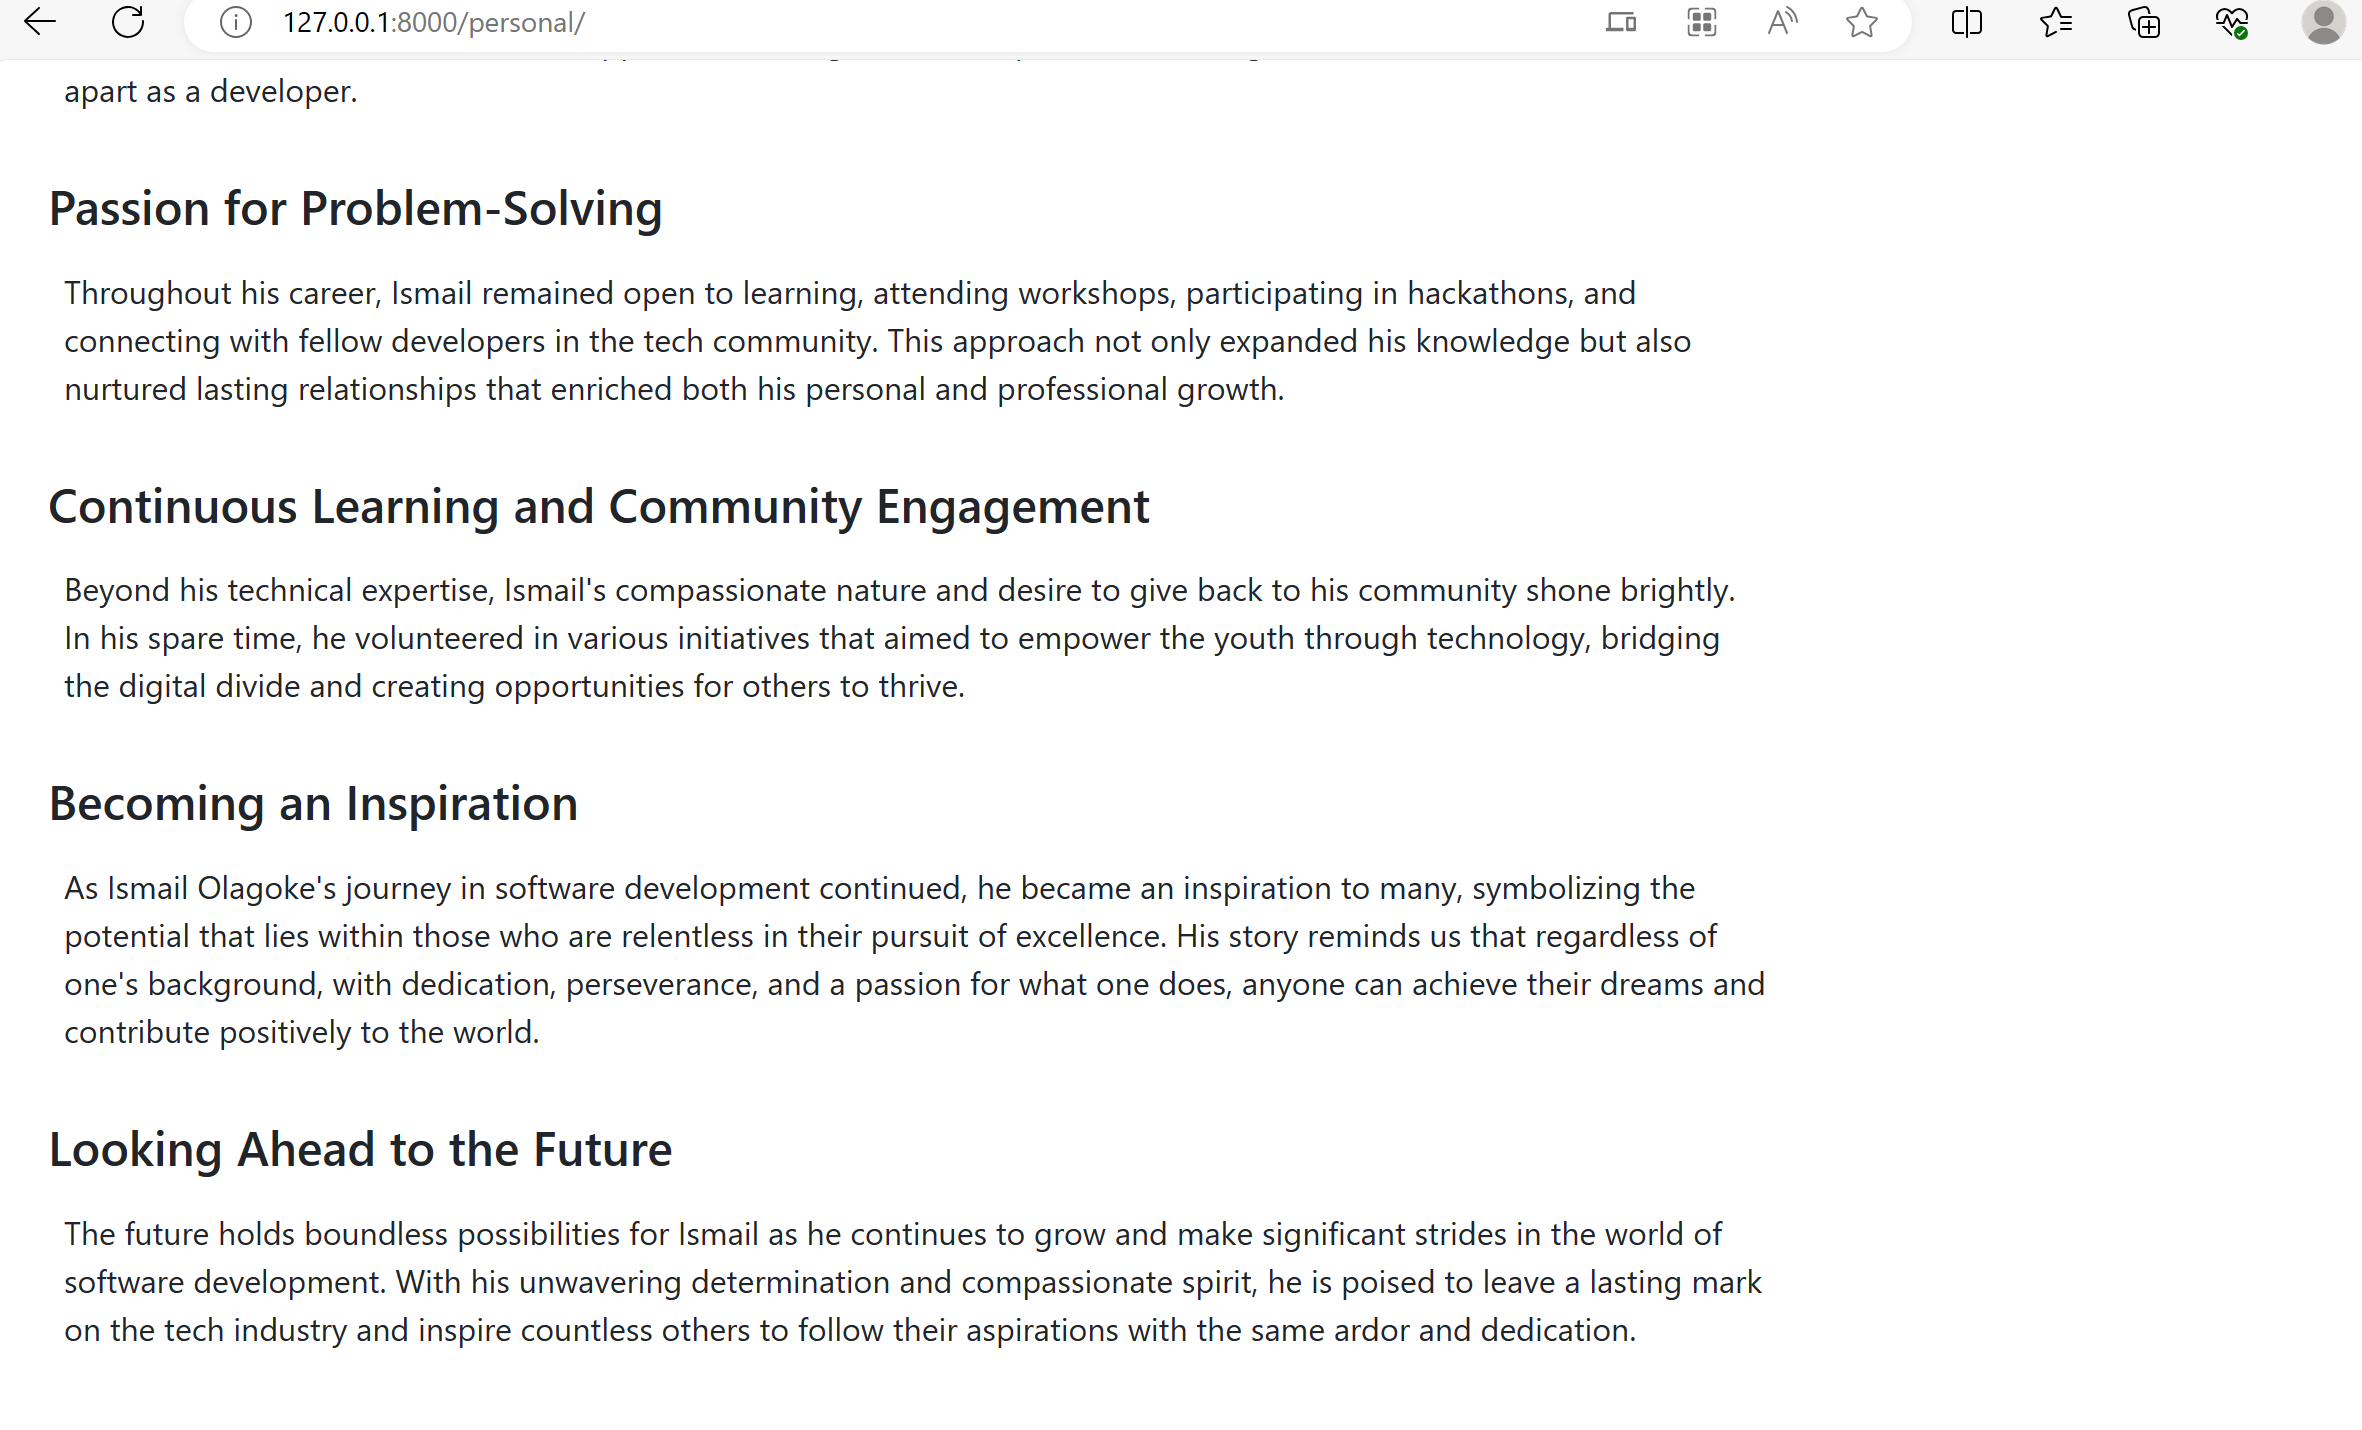 127.0.0.1:8000/personal/
apart as a developer.
Passion for Problem-Solving
Throughout his career, Ismail remained open to learning, attending workshops, participating in hackathons, and
connecting with fellow developers in the tech community. This approach not only expanded his knowledge but also
nurtured lasting relationships that enriched both his personal and professional growth.
Continuous Learning and Community Engagement
Beyond his technical expertise, Ismail's compassionate nature and desire to give back to his community shone brightly.
In his spare time, he volunteered in various initiatives that aimed to empower the youth through technology, bridging
the digital divide and creating opportunities for others to thrive.
Becoming an Inspiration
As Ismail Olagoke's journey in software development continued, he became an inspiration to many, symbolizing the
potential that lies within those who are relentless in their pursuit of excellence. His story reminds us that regardless of
one's background, with dedication, perseverance, and a passion for what one does, anyone can achieve their dreams and
contribute positively to the world.
Looking Ahead to the Future
The future holds boundless possibilities for Ismail as he continues to grow and make significant strides in the world of
software development. With his unwavering determination and compassionate spirit, he is poised to leave a lasting mark
on the tech industry and inspire countless others to follow their aspirations with the same ardor and dedication.